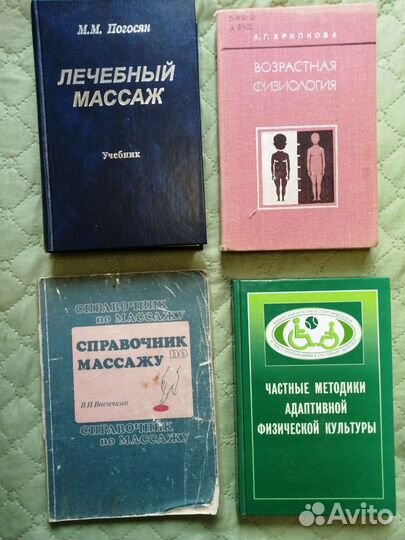 М.М. Погосян
ЛЕЧЕБНЫЙ
МАССАЖ
Учебник
А. Г. ХРИПКОВА
ВОЗРАСТНАЯ
ФИЗИОЛОГИЯ
СПРАВОЧНИК
ПО МАССАЖУ
СПРАВОЧНИК
ПО
МАССАЖУ
В.И.Васичкин
СПРАВОЧНИК
ПО МАССАЖУ
ЧАСТНЫЕ МЕТОДИКИ
АДАПТИВНОЙ
ФИЗИЧЕСКОЙ КУЛЬТУРЫ
Avito